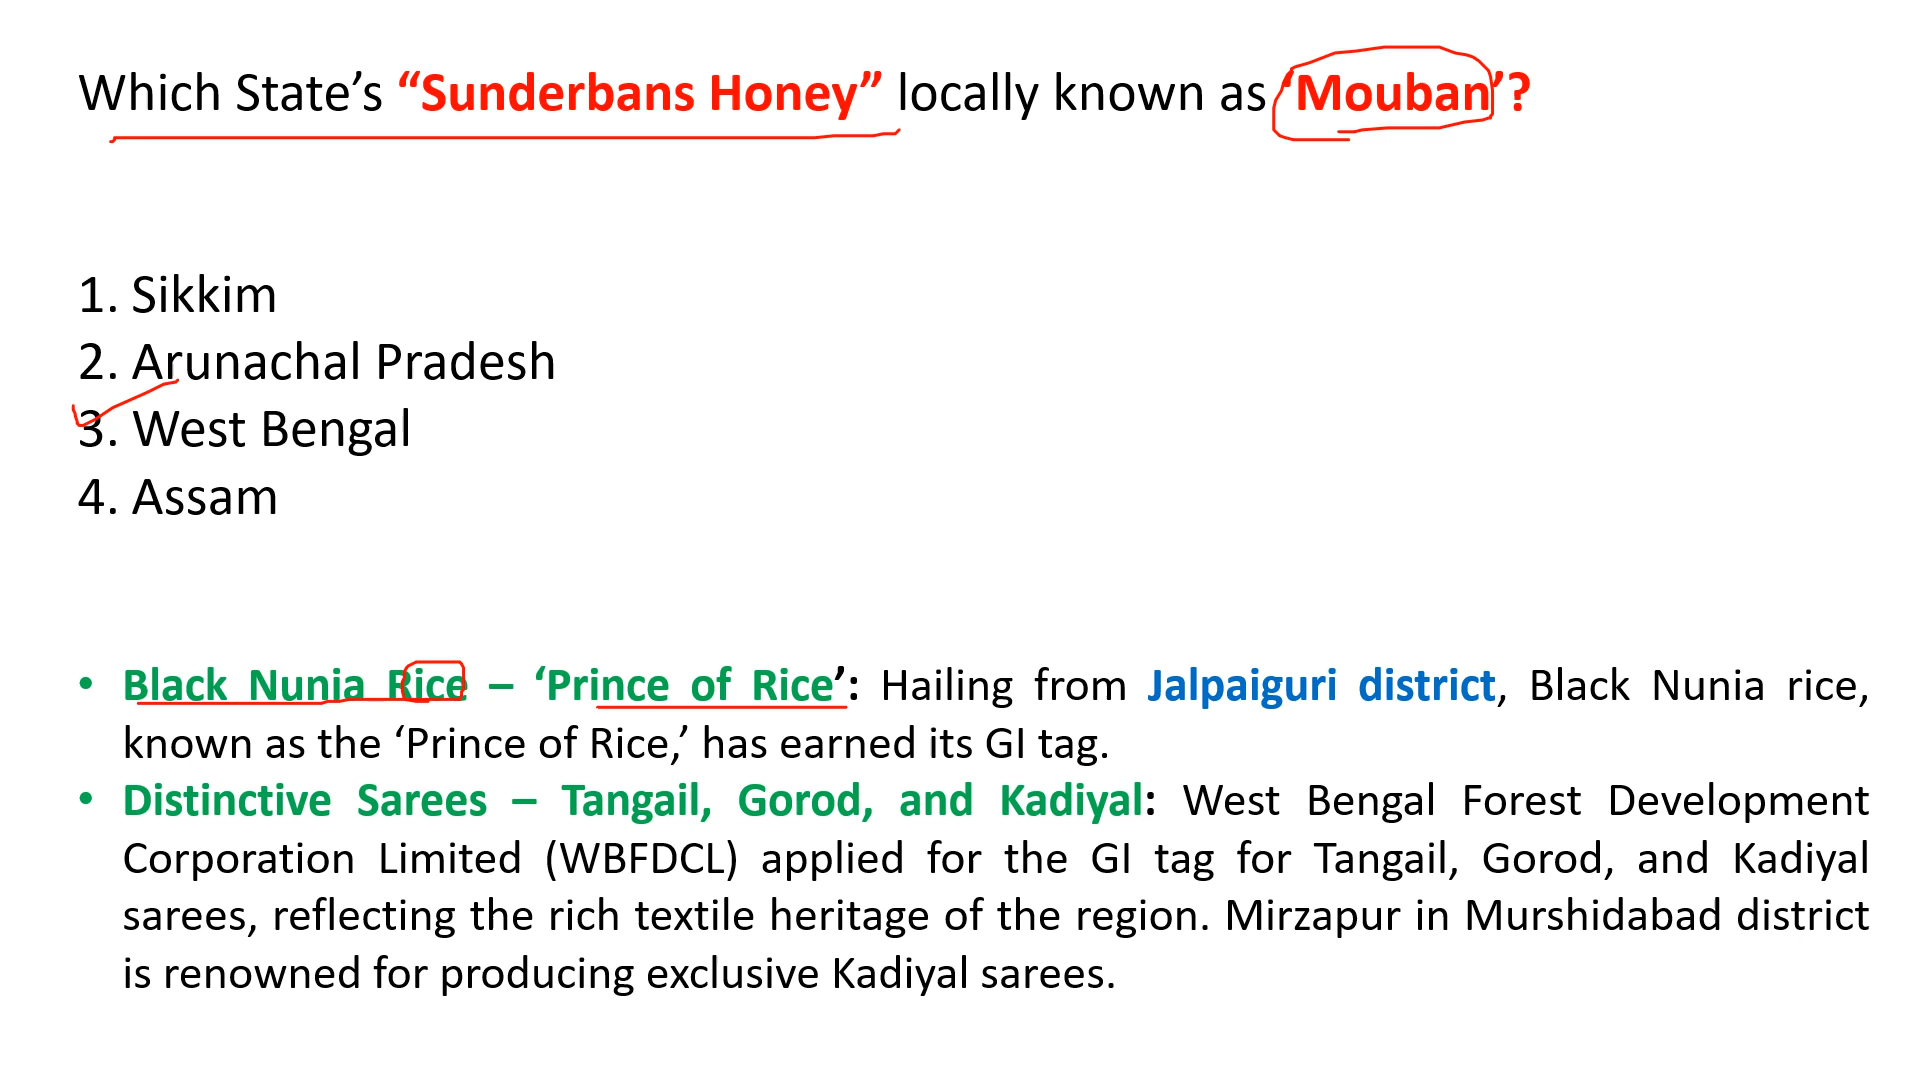 Which State’s “Sunderbans Honey” locally known as ‘Mouban’?
1. Sikkim
2. Arunachal Pradesh
3. West Bengal
4. Assam
• Black Nunia Rice – ‘Prince of Rice’: Hailing from Jalpaiguri district, Black Nunia rice,
known as the ‘Prince of Rice,’ has earned its GI tag.
• Distinctive Sarees – Tangail, Gorod, and Kadiyal: West Bengal Forest Development
Corporation Limited (WBFDCL) applied for the GI tag for Tangail, Gorod, and Kadiyal
sarees, reflecting the rich textile heritage of the region. Mirzapur in Murshidabad district
is renowned for producing exclusive Kadiyal sarees.